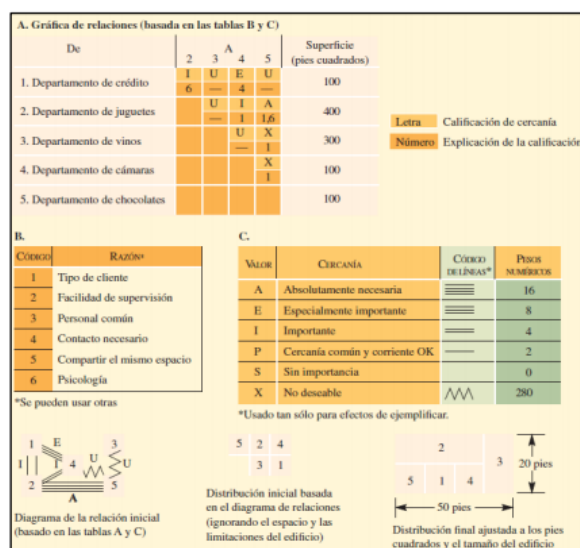 A. Gráfica de relaciones (basada en las tablas B y C)
De A Superficie (pies cuadrados)
2 3 4 5
1. Departamento de crédito I U E U 100
6 — 4 —
2. Departamento de juguetes U I A 400
— 1 1,6
3. Departamento de vinos U X 300
— 1
4. Departamento de cámaras X 100
1
5. Departamento de chocolates 100
Letra Calificación de cercanía
Número Explicación de la calificación
B.
CÓDIGO RAZÓN*
1 Tipo de cliente
2 Facilidad de supervisión
3 Personal común
4 Contacto necesario
5 Compartir el mismo espacio
6 Psicología
*Se pueden usar otras
C.
VALOR CERCANÍA CÓDIGO DE LÍNEAS* PESOS NUMÉRICOS
A Absolutamente necesaria 16
E Especialmente importante 8
I Importante 4
P Cercanía común y corriente OK 2
S Sin importancia 0
X No deseable 280
*Usado tan sólo para efectos de ejemplificar.
1 E 3
I I 4 U U
2 5
A
Diagrama de la relación inicial
(basado en las tablas A y C)
5 2 4
3 1
Distribución inicial basada
en el diagrama de relaciones
(ignorando el espacio y las
limitaciones del edificio)
2
3
5 1 4
20 pies
50 pies
Distribución final ajustada a los pies
cuadrados y el tamaño del edificio